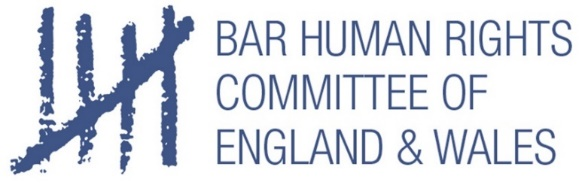 BAR HUMAN RIGHTS
COMMITTEE OF
ENGLAND & WALES